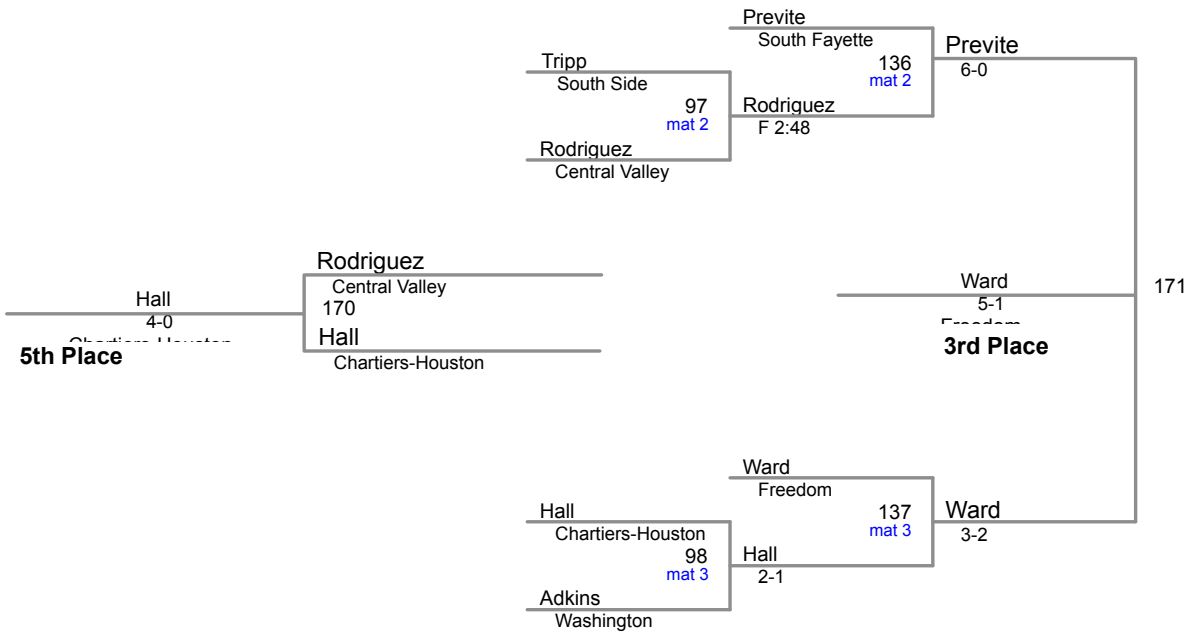 Previte
South Fayette
Previte
Tripp
136
6-0
South Side
mat 2
97
Rodriguez
mat 2
F 2:48
Rodriguez
Central Valley
Rodriguez
Central Valley
Ward
171
Hall
170
5-1
4-0
Freedom
Hall
Chartiers-Houston
3rd Place
5th Place
Chartiers-Houston
Ward
Freedom
Hall
137
Ward
Chartiers-Houston
mat 3
3-2
98
Hall
mat 3
2-1
Adkins
Washington